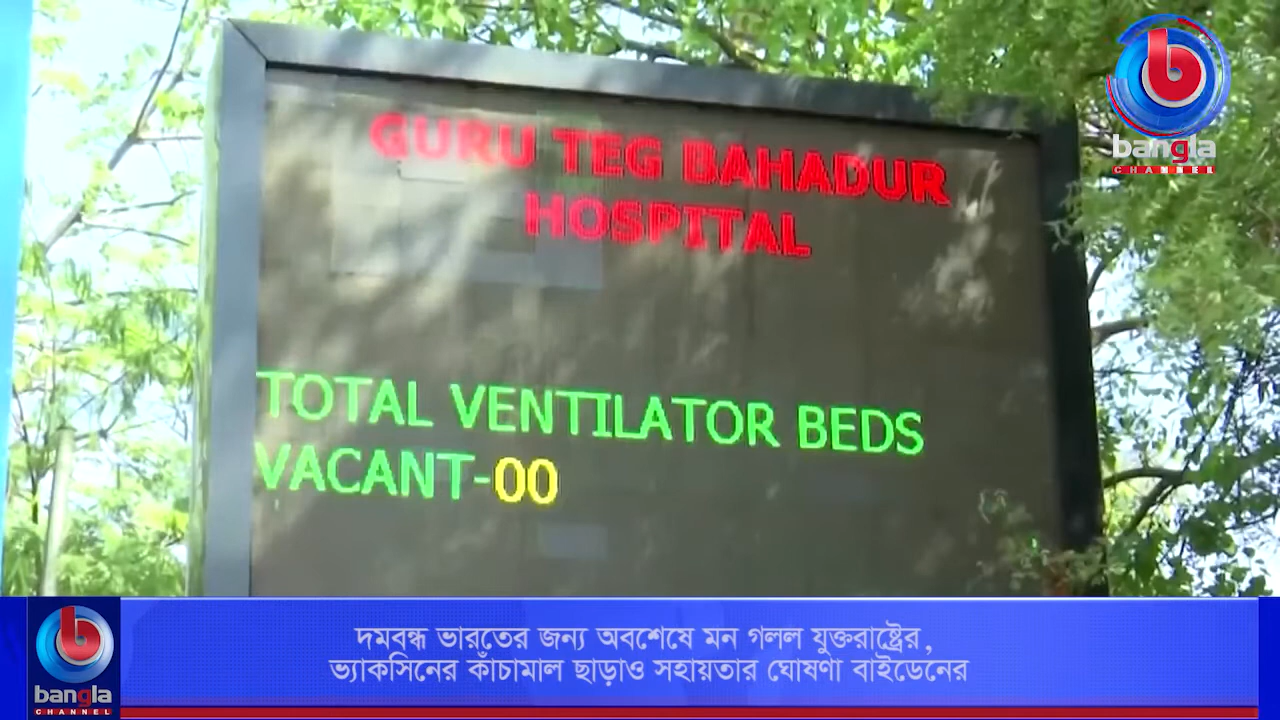 GURU TEG BAHADUR
HOSPITAL
TOTAL VENTILATOR BEDS
VACANT-00
b
bangla
CHANNEL
দমবন্ধ ভারতের জন্য অবশেষে মন গলল যুক্তরাষ্ট্রের,
ভ্যাকসিনের কাঁচামাল ছাড়াও সহায়তার ঘোষণা বাইডেনের
b
bangla
CHANNEL